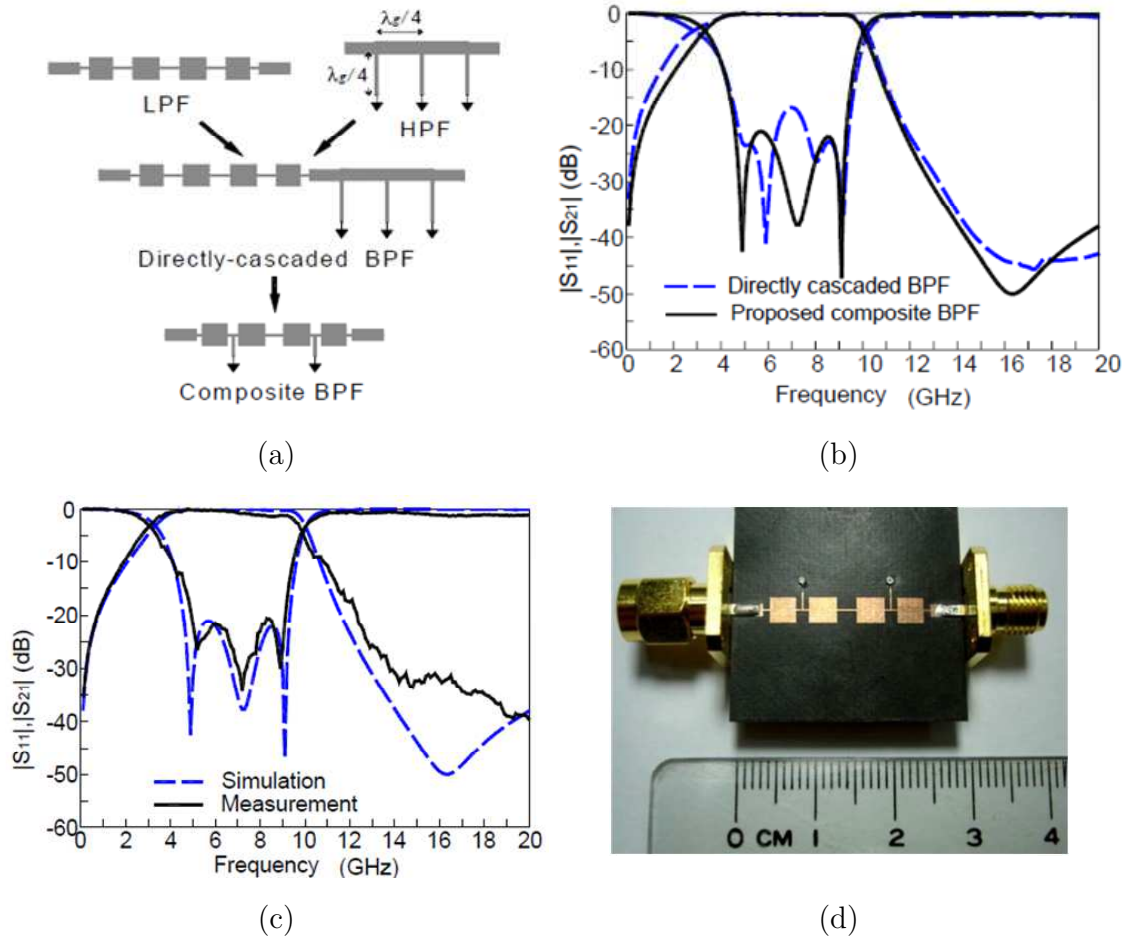 λg/4
λg/4
LPF
HPF
Directly-cascaded BPF
Composite BPF
(a)
0
-10
-20
-30
-40
-50
-60
|S11|,|S21| (dB)
Directly cascaded BPF
Proposed composite BPF
0 2 4 6 8 10 12 14 16 18 20
Frequency (GHz)
(b)
0
-10
-20
-30
-40
-50
-60
|S11|,|S21| (dB)
Simulation
Measurement
0 2 4 6 8 10 12 14 16 18 20
Frequency (GHz)
(c)
0 CM 1 2 3 4
(d)